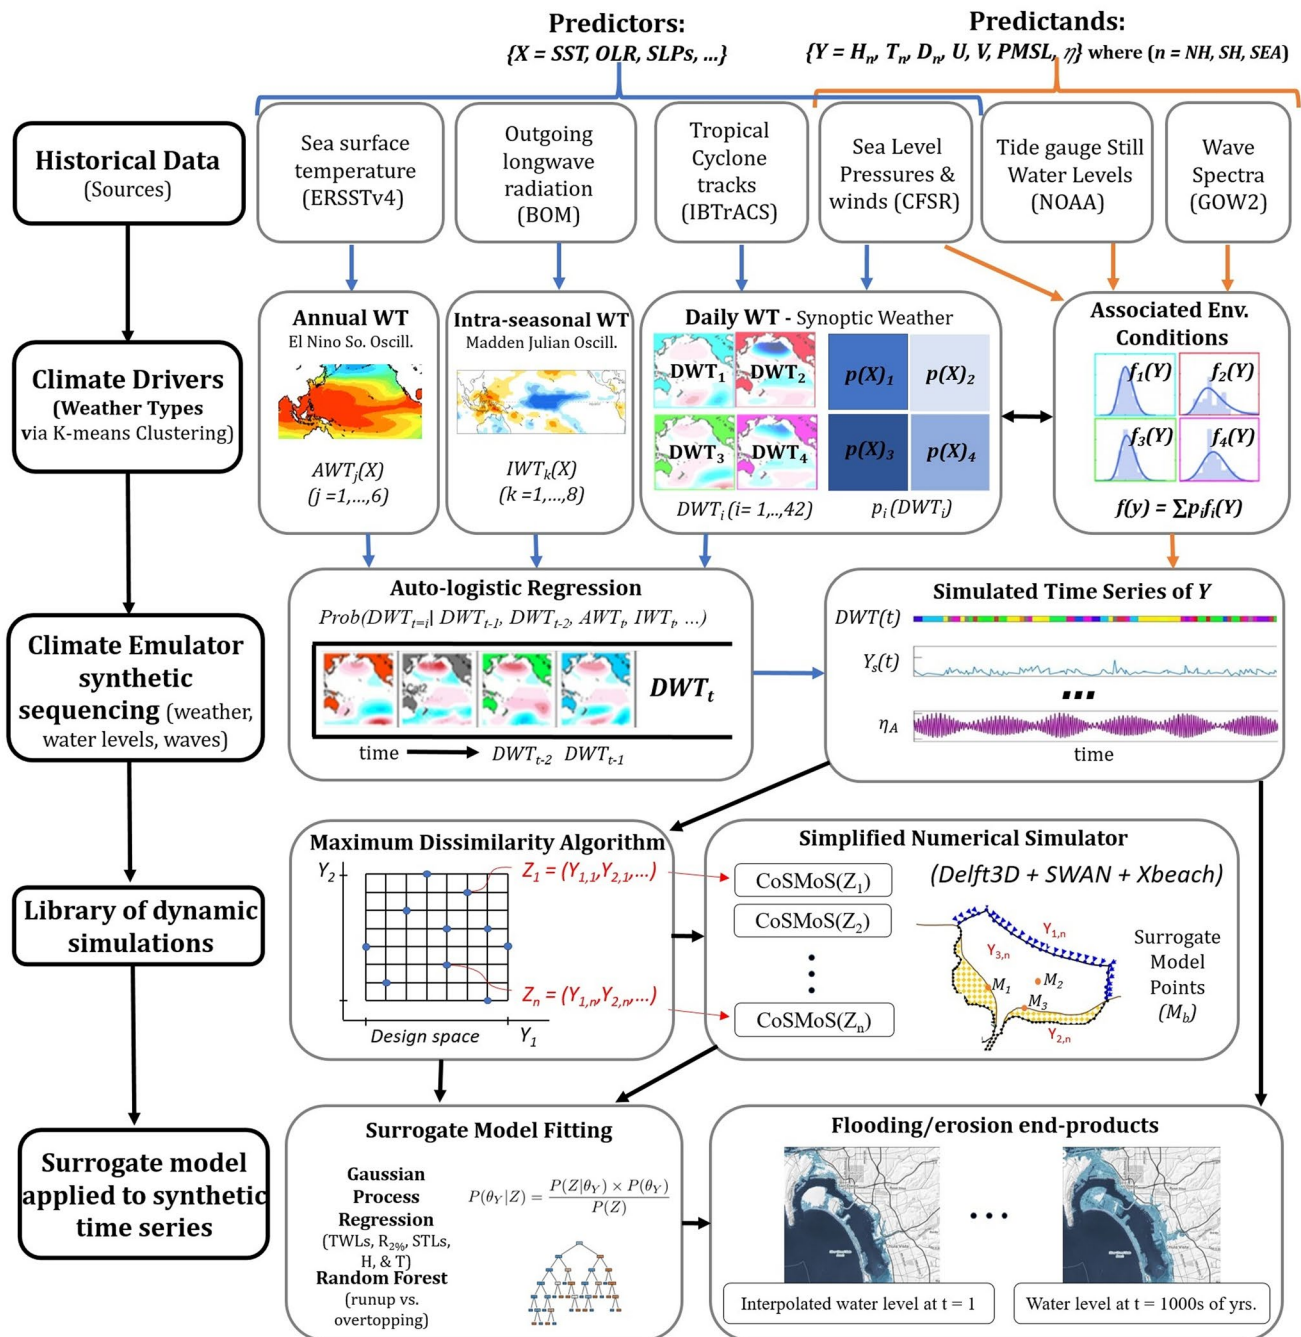 Predictors:
{X = SST, OLR, SLPs, ...}
Predictands:
{Y = Hn, Tn, Dn, U, V, PMSL, η} where (n = NH, SH, SEA)
Historical Data
(Sources)
Sea surface
temperature
(ERSSTv4)
Outgoing
longwave
radiation
(BOM)
Tropical
Cyclone
tracks
(IBTrACS)
Sea Level
Pressures &
winds (CFSR)
Tide gauge Still
Water Levels
(NOAA)
Wave
Spectra
(GOW2)
Climate Drivers
(Weather Types
via K-means Clustering)
Annual WT
El Nino So. Oscill.
AWTj(X)
(j =1,...,6)
Intra-seasonal WT
Madden Julian Oscill.
IWTk(X)
(k =1,...,8)
Daily WT - Synoptic Weather
DWT1
DWT2
DWT3
DWT4
p(X)1
p(X)2
p(X)3
p(X)4
DWTi (i= 1,..,42)
pi (DWTi)
Associated Env.
Conditions
f1(Y)
f2(Y)
f3(Y)
f4(Y)
f(y) = ∑pifi(Y)
Climate Emulator
synthetic
sequencing (weather,
water levels, waves)
Auto-logistic Regression
Prob(DWTt=i| DWTt-1, DWTt-2, AWTt, IWTt, ...)
DWTt
time
DWTt-2 DWTt-1
Simulated Time Series of Y
DWT(t)
Ys(t)
...
ηA
time
Library of dynamic
simulations
Maximum Dissimilarity Algorithm
Y2
Z1 = (Y1,1,Y2,1,...)
Zn = (Y1,n,Y2,n,...)
Design space
Y1
Simplified Numerical Simulator
CoSMoS(Z1)
CoSMoS(Z2)
CoSMoS(Zn)
(Delft3D + SWAN + Xbeach)
Y1,n
Y3,n
M1
M2
M3
Y2,n
Surrogate
Model
Points
(Mb)
Surrogate model
applied to synthetic
time series
Surrogate Model Fitting
Gaussian
Process
Regression
(TWLs, R2%, STLs,
H, & T)
Random Forest
(runup vs.
overtopping)
P(θY|Z) = P(Z|θY) × P(θY) / P(Z)
Flooding/erosion end-products
...
Interpolated water level at t = 1
Water level at t = 1000s of yrs.